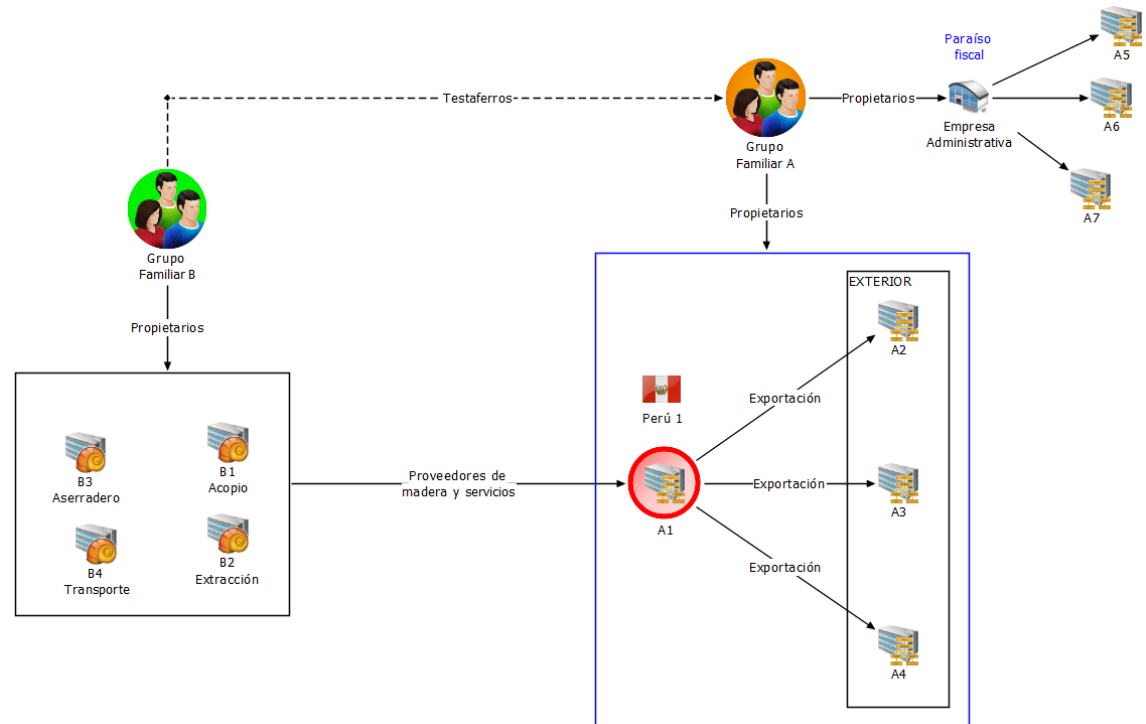 Paraíso
fiscal
A5
Testaferros
Propietarios
A6
Empresa
Administrativa
Grupo
Familiar A
A7
Propietarios
Grupo
Familiar B
Propietarios
EXTERIOR
A2
Exportación
Perú 1
B3
Aserradero
B1
Acopio
Proveedores de
madera y servicios
Exportación
A3
A1
B4
Transporte
B2
Extracción
Exportación
A4